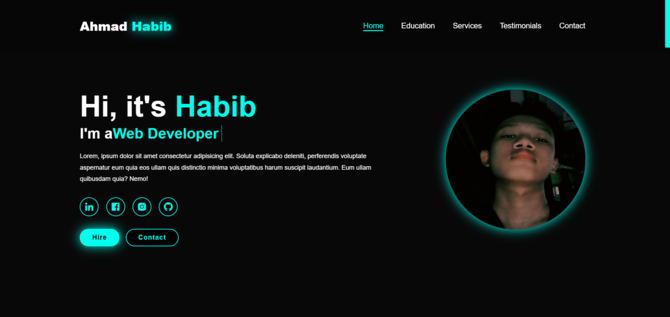 Ahmad Habib
Home Education Services Testimonials Contact
Hi, it's Habib
I'm aWeb Developer
Lorem, ipsum dolor sit amet consectetur adipisicing elit. Soluta explicabo deleniti, perferendis voluptate
aspernatur eum quia eos ullam quis distinctio minima voluptatibus harum suscipit laudantium. Eum ullam
quibusdam quia? Nemo!
in
Hire Contact